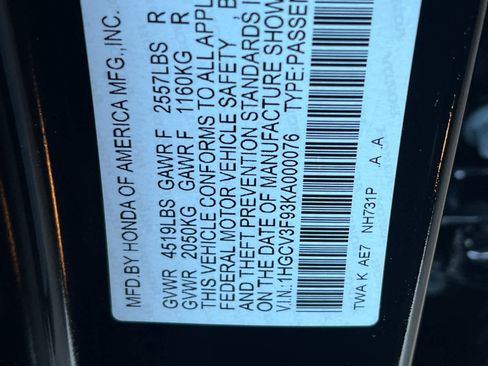 MFD.BY HONDA OF AMERICA MFG.,INC.
GVWR 4519LBS GAWR F 2557LBS R
GVWR 2050KG GAWR F 1160KG R
THIS VEHICLE CONFORMS TO ALL APPL
FEDERAL MOTOR VEHICLE SAFETY, B
AND THEFT PREVENTION STANDARDS I
ON THE DATE OF MANUFACTURE SHOW
V.I.N.: 1HGCV3F93KA000076 TYPE:PASSEN
TWA K AE7 NH731P A .A